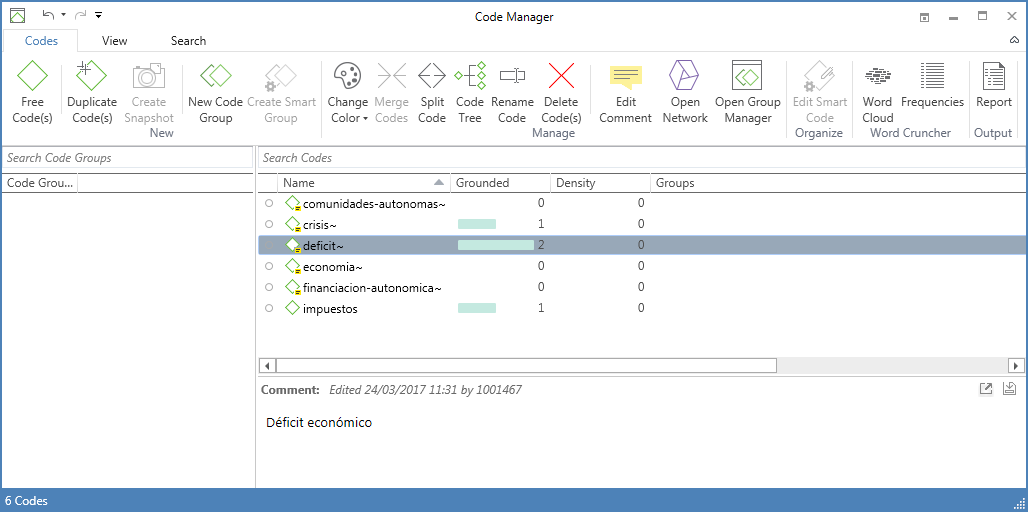 Code Manager
Codes View Search
Free Code(s)
Duplicate Code(s)
Create Snapshot
New Code Group
Create Smart Group
Change Color
Merge Codes
Split Code
Code Tree
Rename Code
Delete Code(s)
Edit Comment
Open Network
Open Group Manager
Edit Smart Code
Word Cloud
Frequencies
Report
New Manage Organize Word Cruncher Output
Search Code Groups
Search Codes
Code Grou...
Name Grounded Density Groups
comunidades-autonomas~ 0 0
crisis~ 1 0
deficit~ 2 0
economia~ 0 0
financiacion-autonomica~ 0 0
impuestos 1 0
Comment: Edited 24/03/2017 11:31 by 1001467
Déficit económico
6 Codes